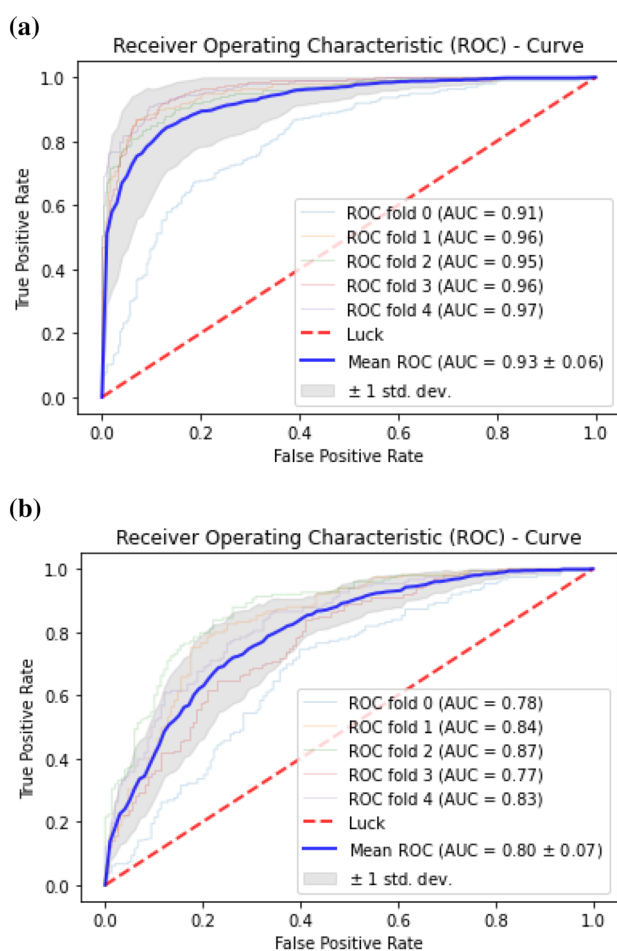 (a)
Receiver Operating Characteristic (ROC) - Curve
1.0
0.8
0.6
0.4
0.2
0.0
True Positive Rate
ROC fold 0 (AUC = 0.91)
ROC fold 1 (AUC = 0.96)
ROC fold 2 (AUC = 0.95)
ROC fold 3 (AUC = 0.96)
ROC fold 4 (AUC = 0.97)
Luck
Mean ROC (AUC = 0.93 ± 0.06)
± 1 std. dev.
0.0 0.2 0.4 0.6 0.8 1.0
False Positive Rate
(b)
Receiver Operating Characteristic (ROC) - Curve
1.0
0.8
0.6
0.4
0.2
0.0
True Positive Rate
ROC fold 0 (AUC = 0.78)
ROC fold 1 (AUC = 0.84)
ROC fold 2 (AUC = 0.87)
ROC fold 3 (AUC = 0.77)
ROC fold 4 (AUC = 0.83)
Luck
Mean ROC (AUC = 0.80 ± 0.07)
± 1 std. dev.
0.0 0.2 0.4 0.6 0.8 1.0
False Positive Rate